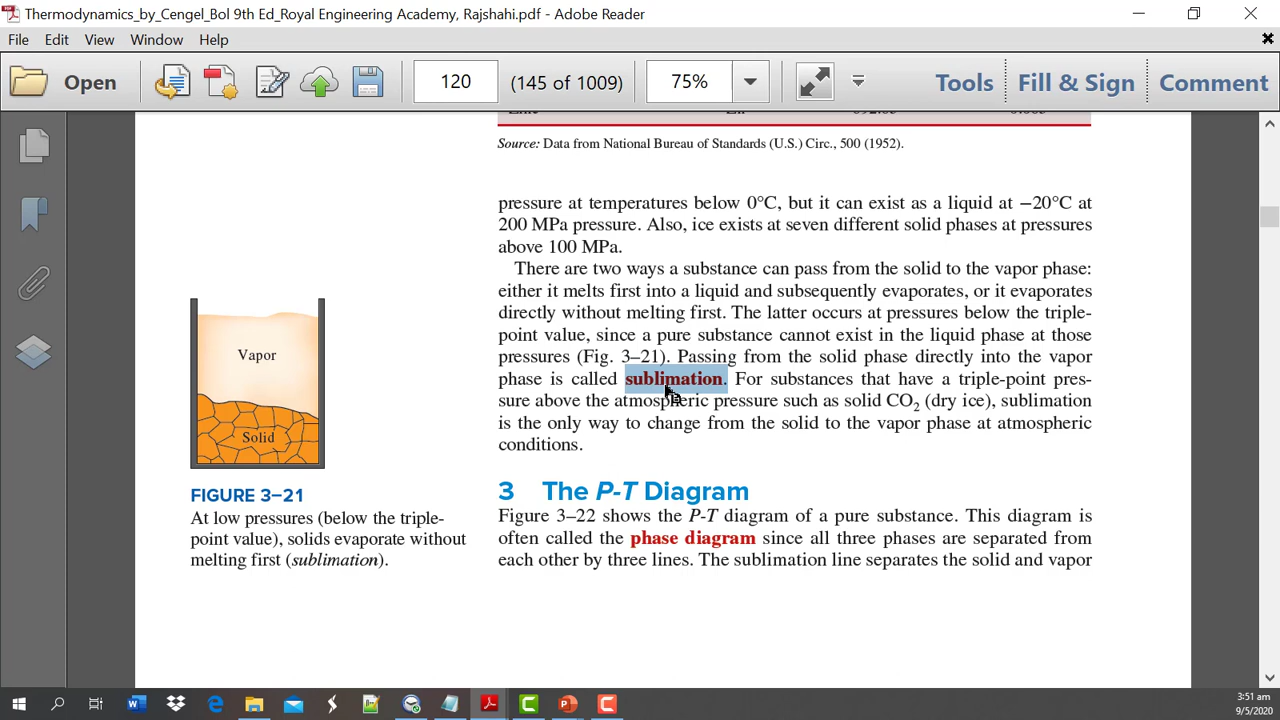 Thermodynamics_by_Cengel_Bol 9th Ed_Royal Engineering Academy, Rajshahi.pdf - Adobe Reader
File Edit View Window Help
Open 120 (145 of 1009) 75% Tools Fill & Sign Comment
Source: Data from National Bureau of Standards (U.S.) Circ., 500 (1952).
pressure at temperatures below 0°C, but it can exist as a liquid at −20°C at
200 MPa pressure. Also, ice exists at seven different solid phases at pressures
above 100 MPa.
There are two ways a substance can pass from the solid to the vapor phase:
either it melts first into a liquid and subsequently evaporates, or it evaporates
directly without melting first. The latter occurs at pressures below the triple-
point value, since a pure substance cannot exist in the liquid phase at those
pressures (Fig. 3–21). Passing from the solid phase directly into the vapor
phase is called sublimation. For substances that have a triple-point pres-
sure above the atmospheric pressure such as solid CO2 (dry ice), sublimation
is the only way to change from the solid to the vapor phase at atmospheric
conditions.
Vapor
Solid
FIGURE 3–21
At low pressures (below the triple-
point value), solids evaporate without
melting first (sublimation).
3 The P-T Diagram
Figure 3–22 shows the P-T diagram of a pure substance. This diagram is
often called the phase diagram since all three phases are separated from
each other by three lines. The sublimation line separates the solid and vapor
3:51 am
9/5/2020